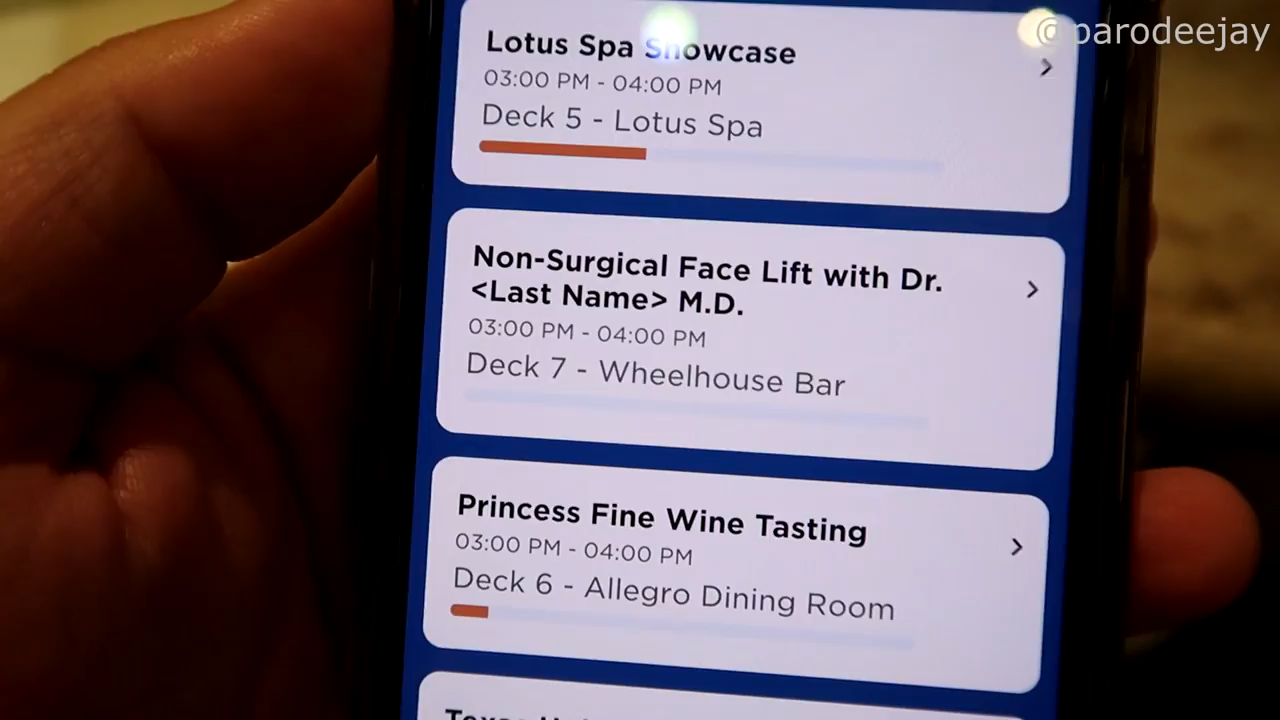 @parodeejay
Lotus Spa Showcase
03:00 PM - 04:00 PM
Deck 5 - Lotus Spa
Non-Surgical Face Lift with Dr.
<Last Name> M.D.
03:00 PM - 04:00 PM
Deck 7 - Wheelhouse Bar
Princess Fine Wine Tasting
03:00 PM - 04:00 PM
Deck 6 - Allegro Dining Room